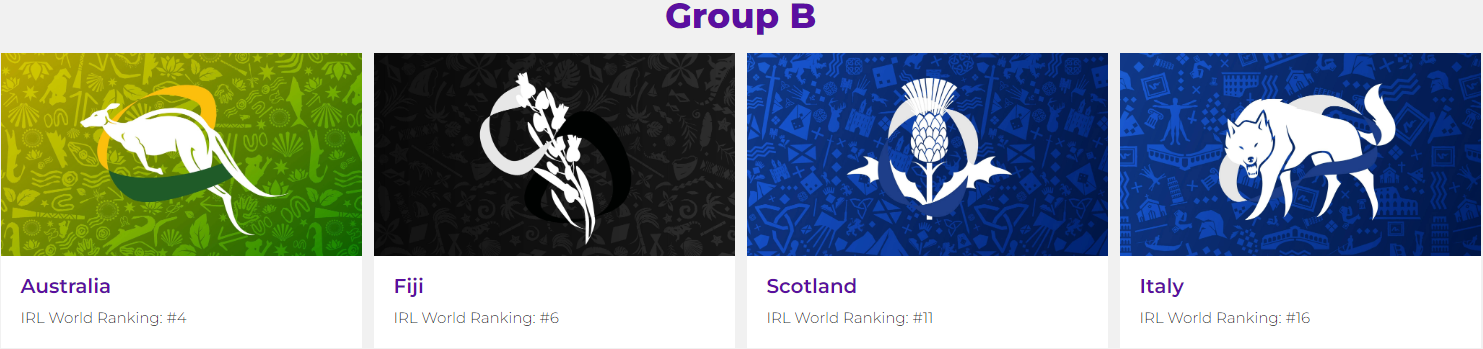 Group B
Australia
IRL World Ranking: #4
Fiji
IRL World Ranking: #6
Scotland
IRL World Ranking: #11
Italy
IRL World Ranking: #16